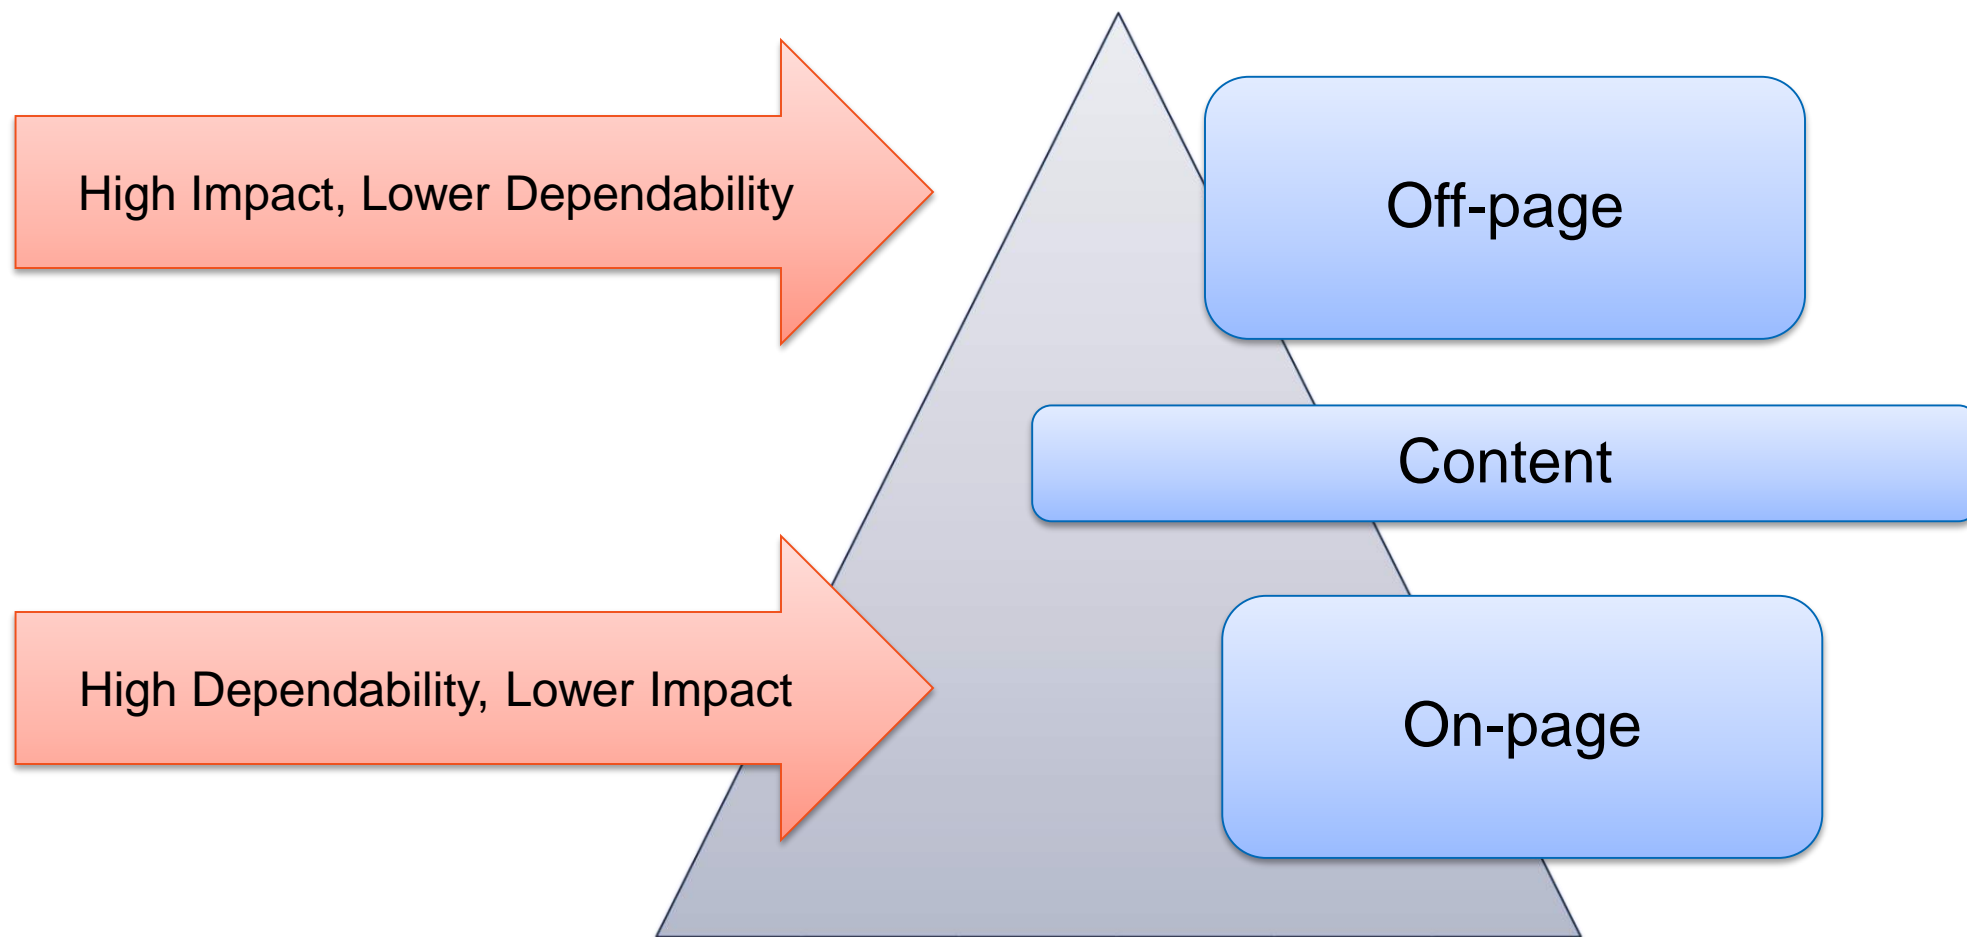 High Impact, Lower Dependability
Off-page
Content
High Dependability, Lower Impact
On-page